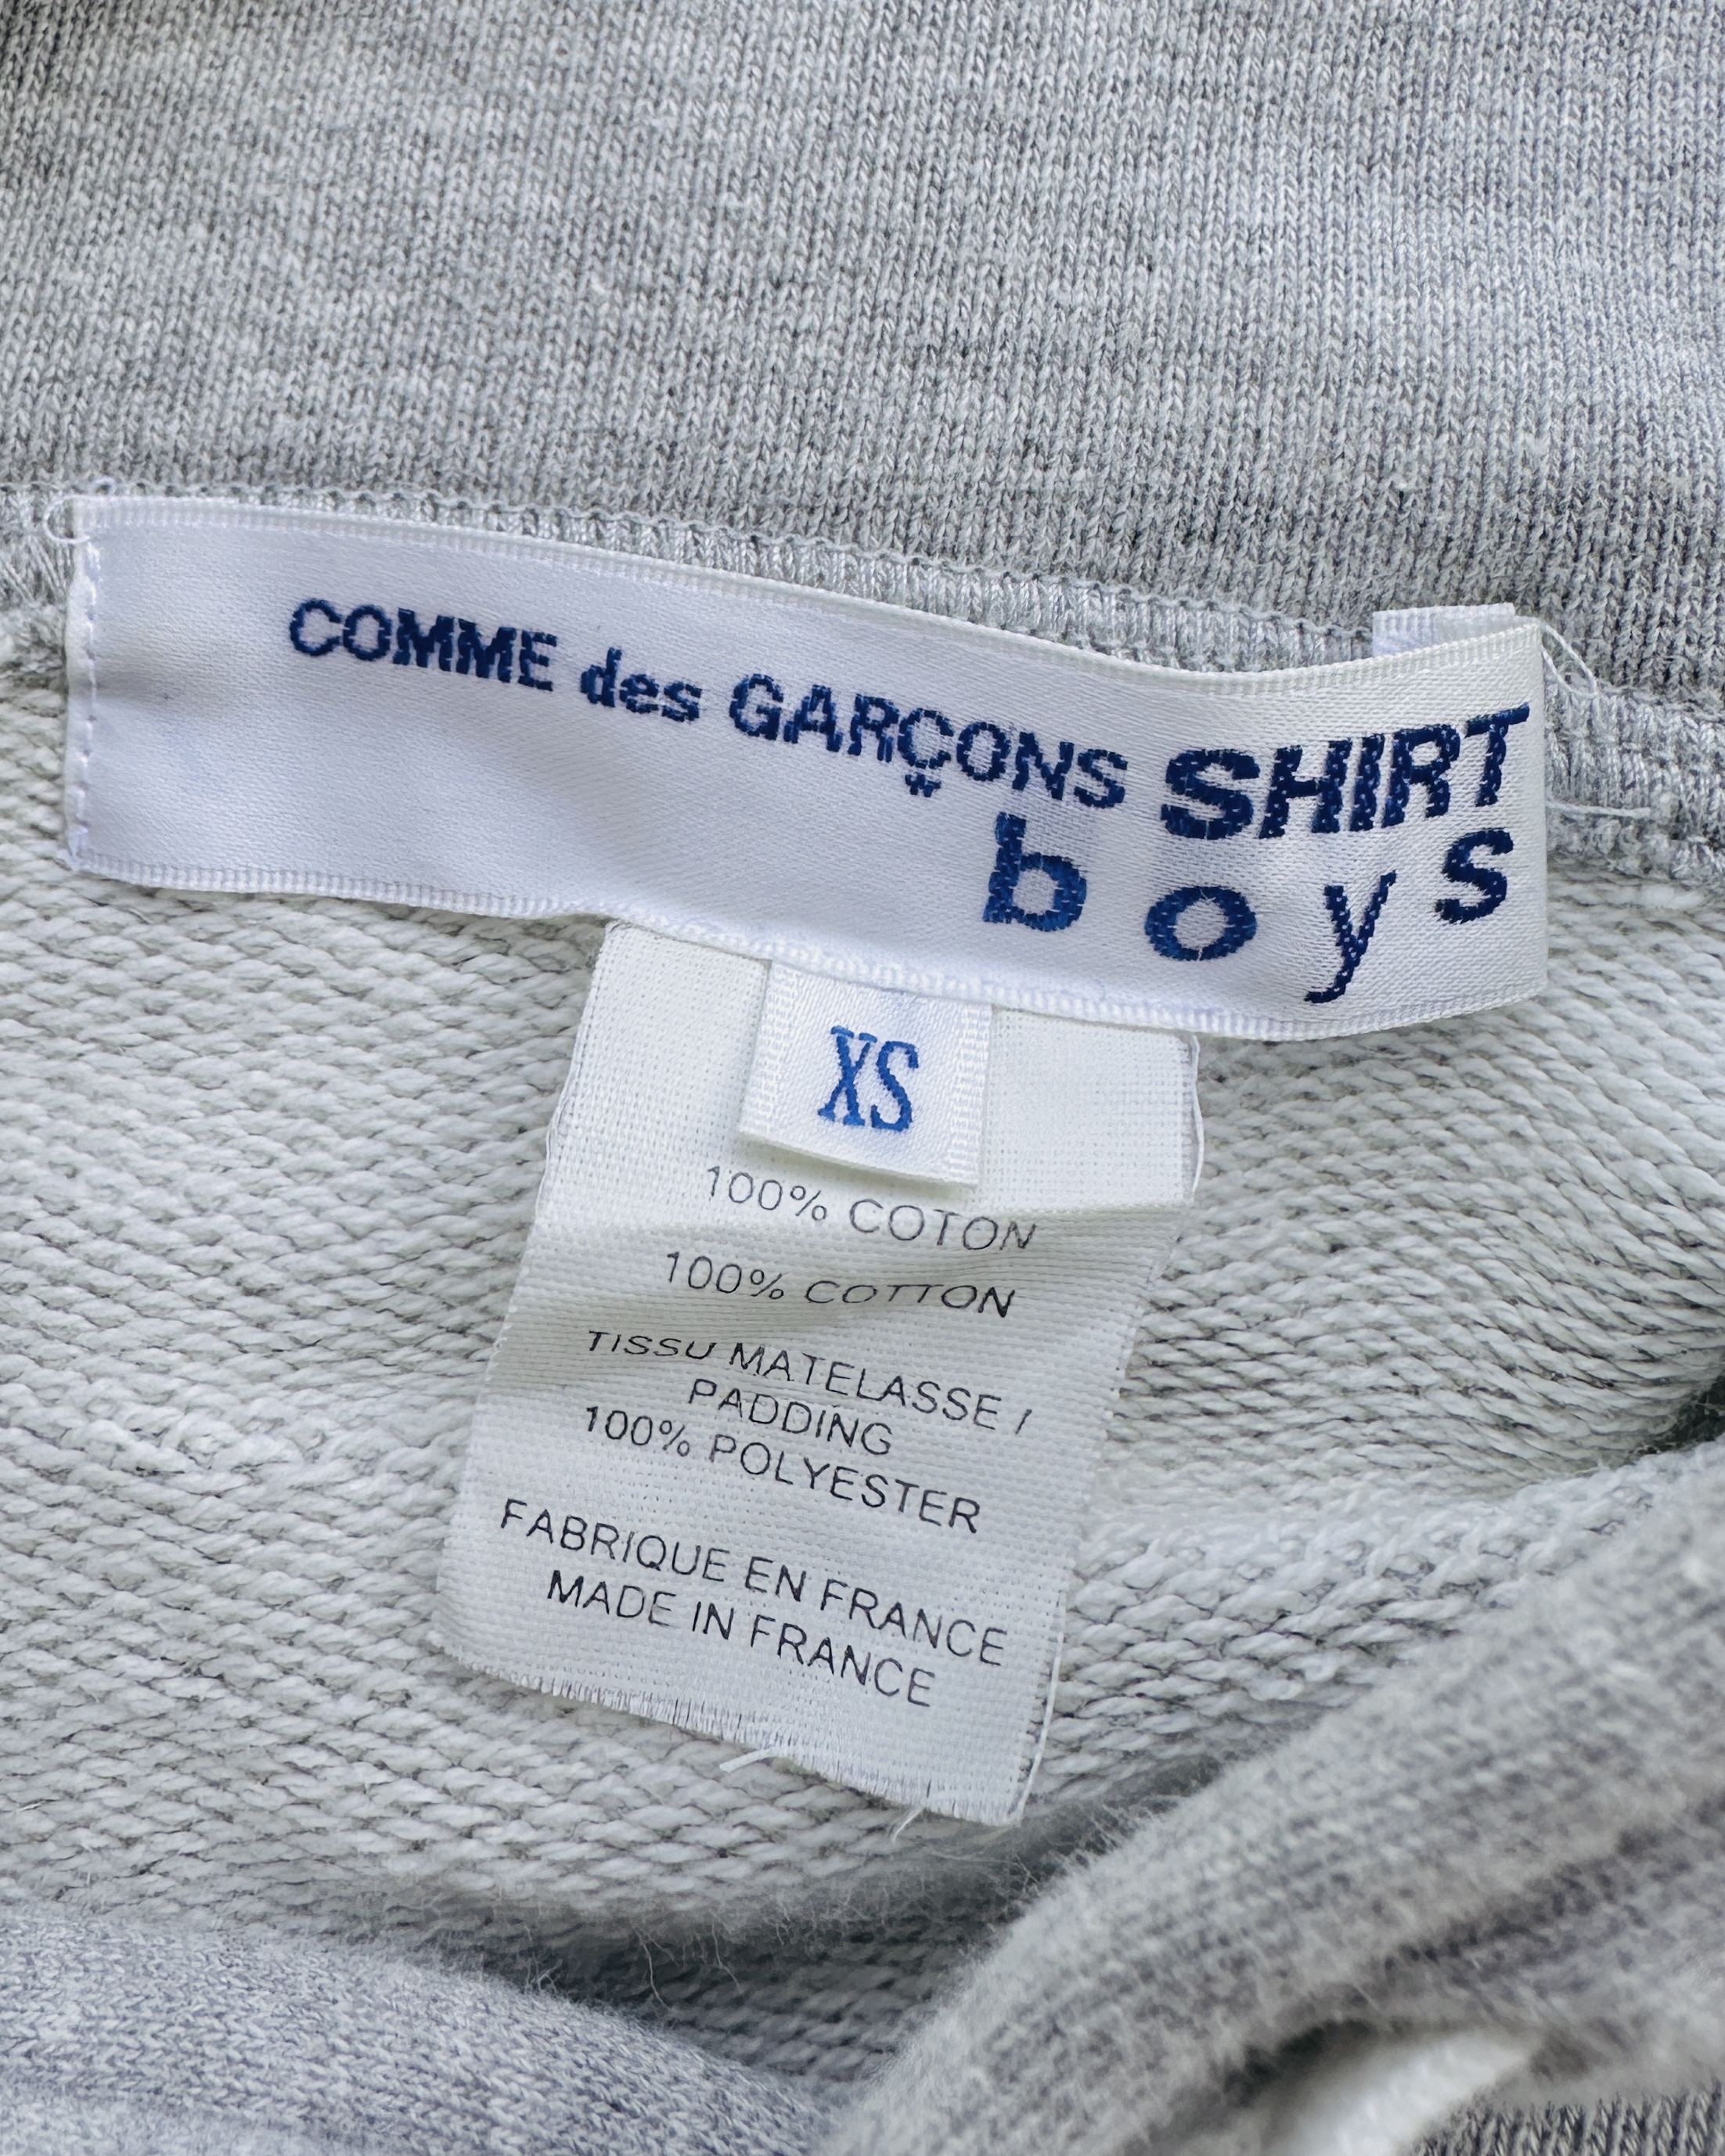 COMME des GARÇONS SHIRT
boys
XS
100% COTON
100% COTTON
TISSU MATELASSE /
PADDING
100% POLYESTER
FABRIQUE EN FRANCE
MADE IN FRANCE